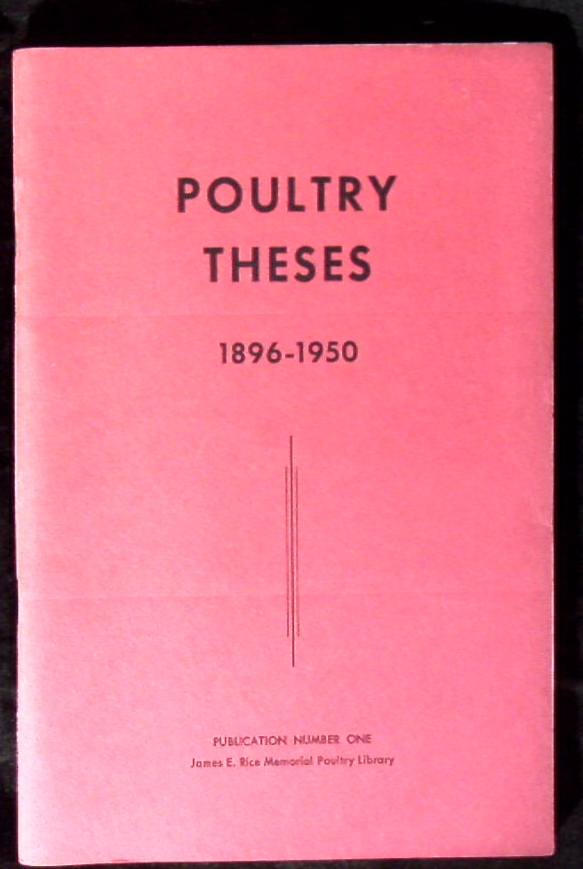 POULTRY
THESES
1896-1950
PUBLICATION NUMBER ONE
James E. Rice Memorial Poultry Library